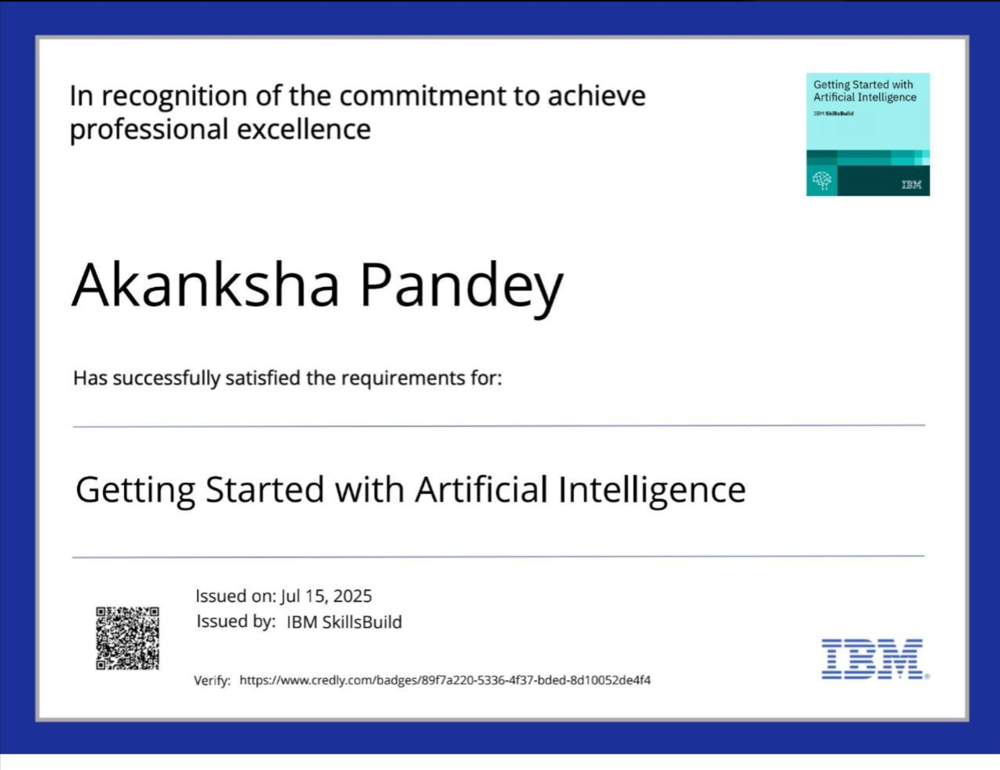 In recognition of the commitment to achieve
professional excellence
Getting Started with
Artificial Intelligence
IBM SkillsBuild
IBM
Akanksha Pandey
Has successfully satisfied the requirements for:
Getting Started with Artificial Intelligence
Issued on: Jul 15, 2025
Issued by: IBM SkillsBuild
Verify: https://www.credly.com/badges/89f7a220-5336-4f37-bded-8d10052de4f4
IBM®